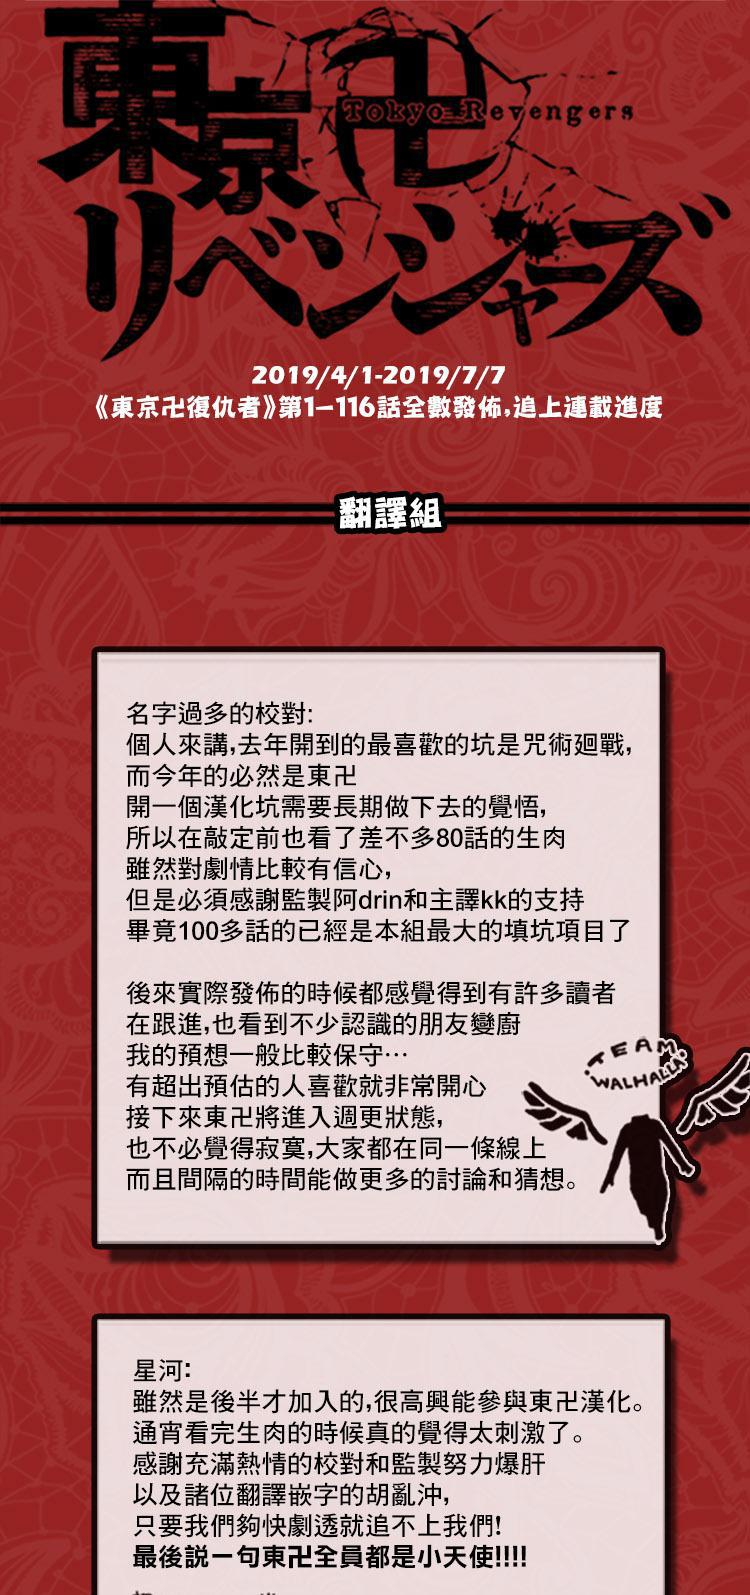 東京卍
Tokyo Revengers
リベンジャーズ
2019/4/1-2019/7/7
《東京卍復仇者》第1-116話全數發佈,追上連載進度
翻譯組
名字過多的校對:
個人來講,去年開到的最喜歡的坑是咒術廻戰,
而今年的必然是東卍
開一個漢化坑需要長期做下去的覺悟,
所以在敲定前也看了差不多80話的生肉
雖然對劇情比較有信心,
但是必須感謝監製阿drin和主譯kk的支持
畢竟100多話的已經是本組最大的填坑項目了
後來實際發佈的時候都感覺得到有許多讀者
在跟進,也看到不少認識的朋友變廚
我的預想一般比較保守…
有超出預估的人喜歡就非常開心
接下來東卍將進入週更狀態,
也不必覺得寂寞,大家都在同一條線上
而且間隔的時間能做更多的討論和猜想。
TEAM
WALHALLA
星河:
雖然是後半才加入的,很高興能參與東卍漢化。
通宵看完生肉的時候真的覺得太刺激了。
感謝充滿熱情的校對和監製努力爆肝
以及諸位翻譯嵌字的胡亂沖,
只要我們夠快劇透就追不上我們!
最後説一句東卍全員都是小天使!!!!